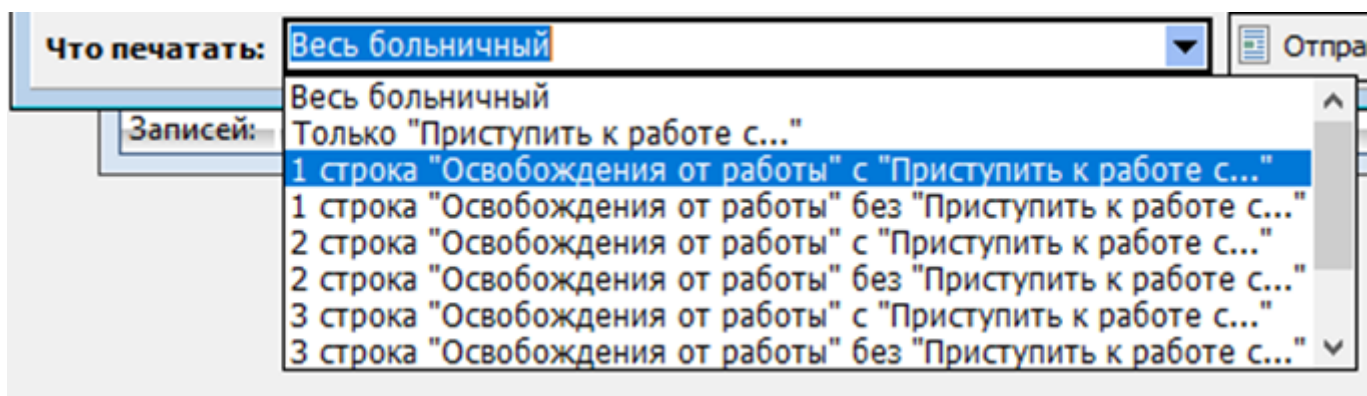 Что печатать: Весь больничный
Весь больничный
Записей:
Только "Приступить к работе с..."
1 строка "Освобождения от работы" с "Приступить к работе с..."
1 строка "Освобождения от работы" без "Приступить к работе с..."
2 строка "Освобождения от работы" с "Приступить к работе с..."
2 строка "Освобождения от работы" без "Приступить к работе с..."
3 строка "Освобождения от работы" с "Приступить к работе с..."
3 строка "Освобождения от работы" без "Приступить к работе с..."